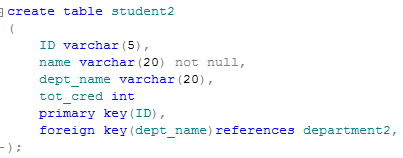 create table student2
(
ID varchar(5),
name varchar(20) not null,
dept_name varchar(20),
tot_cred int
primary key(ID),
foreign key(dept_name)references department2,
);